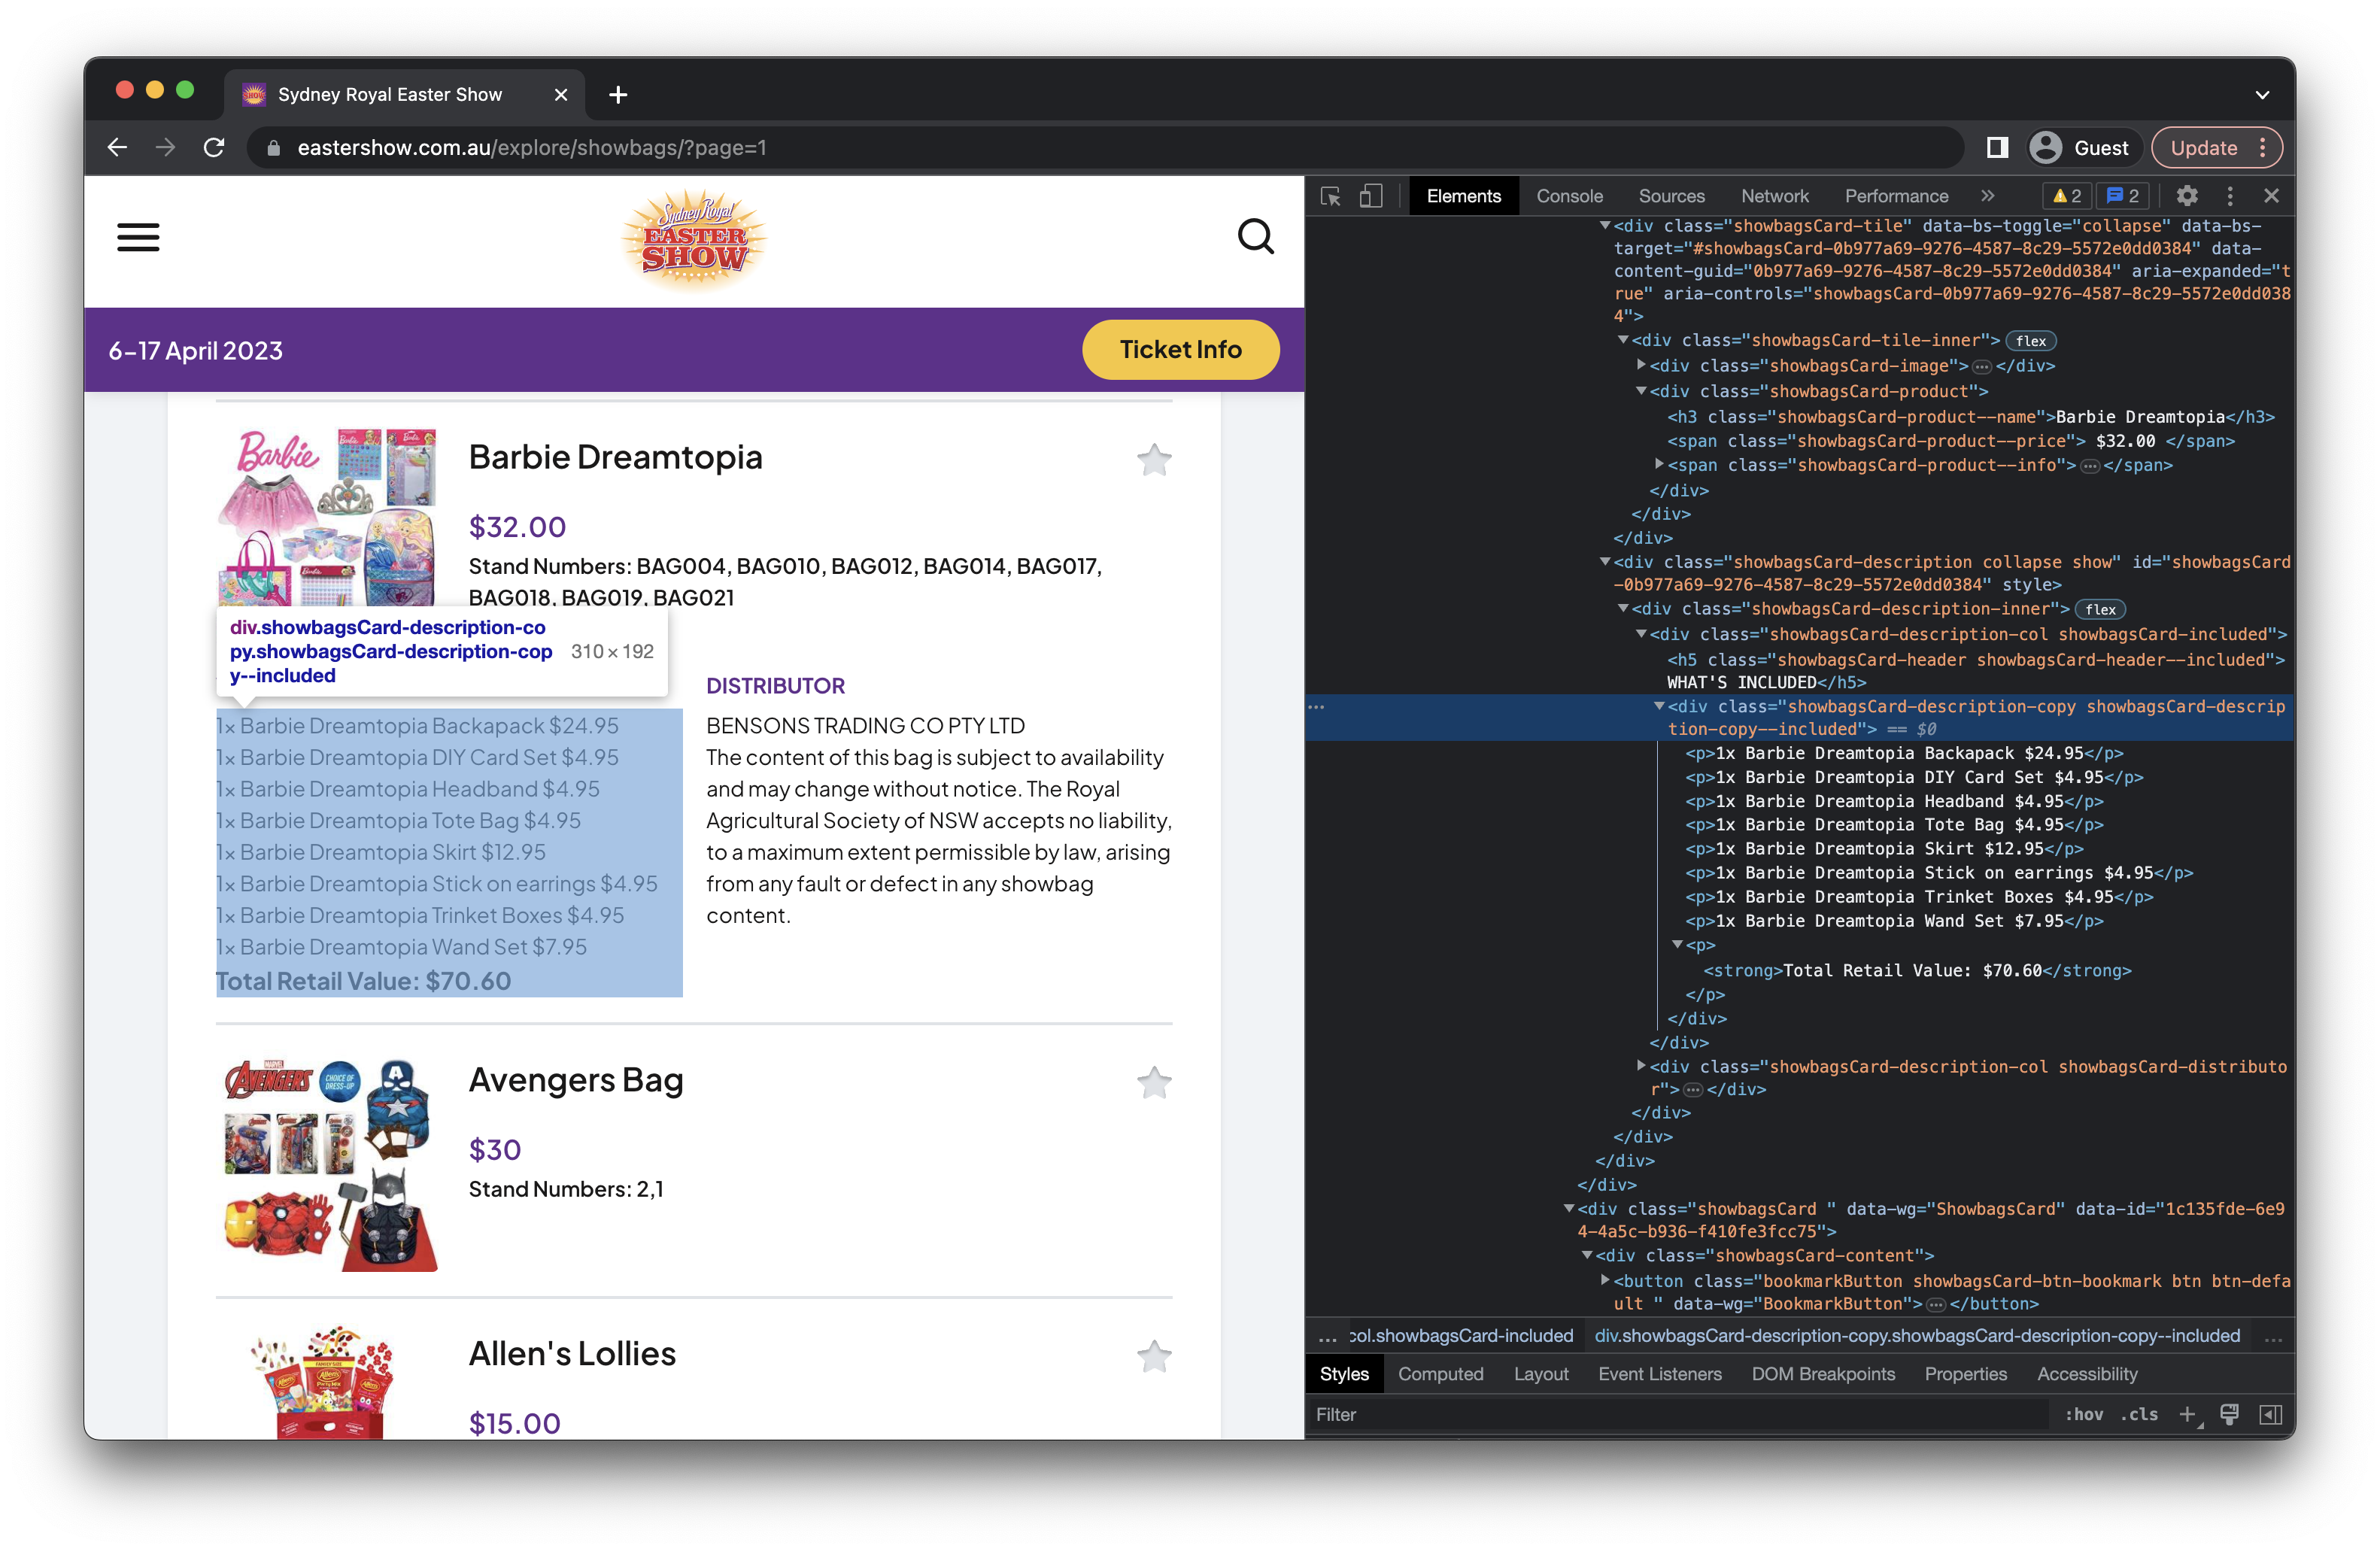 Sydney Royal Easter Show
eastershow.com.au/explore/showbags/?page=1
Guest
Update
Sydney Royal
EASTER
SHOW
6–17 April 2023
Ticket Info
Barbie
Barbie Dreamtopia
$32.00
Stand Numbers: BAG004, BAG010, BAG012, BAG014, BAG017,
BAG018, BAG019, BAG021
div.showbagsCard-description-co
py.showbagsCard-description-cop
y--included
310 × 192
1x Barbie Dreamtopia Backapack $24.95
1x Barbie Dreamtopia DIY Card Set $4.95
1x Barbie Dreamtopia Headband $4.95
1x Barbie Dreamtopia Tote Bag $4.95
1x Barbie Dreamtopia Skirt $12.95
1x Barbie Dreamtopia Stick on earrings $4.95
1x Barbie Dreamtopia Trinket Boxes $4.95
1x Barbie Dreamtopia Wand Set $7.95
Total Retail Value: $70.60
DISTRIBUTOR
BENSONS TRADING CO PTY LTD
The content of this bag is subject to availability
and may change without notice. The Royal
Agricultural Society of NSW accepts no liability,
to a maximum extent permissible by law, arising
from any fault or defect in any showbag
content.
MARVEL
AVENGERS
CHOICE OF
DRESS-UP
Avengers Bag
$30
Stand Numbers: 2,1
Allen's Lollies
$15.00
Elements
Console
Sources
Network
Performance
»
2
2
<div class="showbagsCard-tile" data-bs-toggle="collapse" data-bs-
target="#showbagsCard-0b977a69-9276-4587-8c29-5572e0dd0384" data-
content-guid="0b977a69-9276-4587-8c29-5572e0dd0384" aria-expanded="t
rue" aria-controls="showbagsCard-0b977a69-9276-4587-8c29-5572e0dd038
4">
<div class="showbagsCard-tile-inner"> flex
<div class="showbagsCard-image">…</div>
<div class="showbagsCard-product">
<h3 class="showbagsCard-product--name">Barbie Dreamtopia</h3>
<span class="showbagsCard-product--price"> $32.00 </span>
<span class="showbagsCard-product--info">…</span>
</div>
</div>
</div>
<div class="showbagsCard-description collapse show" id="showbagsCard
-0b977a69-9276-4587-8c29-5572e0dd0384" style>
<div class="showbagsCard-description-inner"> flex
<div class="showbagsCard-description-col showbagsCard-included">
<h5 class="showbagsCard-header showbagsCard-header--included">
WHAT'S INCLUDED</h5>
<div class="showbagsCard-description-copy showbagsCard-descrip
tion-copy--included"> == $0
<p>1x Barbie Dreamtopia Backapack $24.95</p>
<p>1x Barbie Dreamtopia DIY Card Set $4.95</p>
<p>1x Barbie Dreamtopia Headband $4.95</p>
<p>1x Barbie Dreamtopia Tote Bag $4.95</p>
<p>1x Barbie Dreamtopia Skirt $12.95</p>
<p>1x Barbie Dreamtopia Stick on earrings $4.95</p>
<p>1x Barbie Dreamtopia Trinket Boxes $4.95</p>
<p>1x Barbie Dreamtopia Wand Set $7.95</p>
<p>
<strong>Total Retail Value: $70.60</strong>
</p>
</div>
</div>
<div class="showbagsCard-description-col showbagsCard-distributo
r">…</div>
</div>
</div>
</div>
</div>
<div class="showbagsCard " data-wg="ShowbagsCard" data-id="1c135fde-6e9
4-4a5c-b936-f410fe3fcc75">
<div class="showbagsCard-content">
<button class="bookmarkButton showbagsCard-btn-bookmark btn btn-defa
ult " data-wg="BookmarkButton">…</button>
… col.showbagsCard-included div.showbagsCard-description-copy.showbagsCard-description-copy--included …
Styles
Computed
Layout
Event Listeners
DOM Breakpoints
Properties
Accessibility
Filter
:hov
.cls